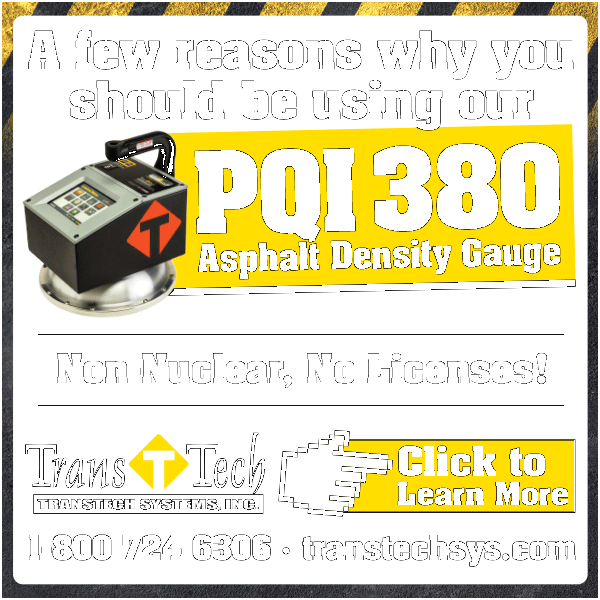 A few reasons why you
should be using our
PQI 380
Asphalt Density Gauge
Non Nuclear, No Licenses!
Trans T Tech
TRANSTECH SYSTEMS, INC.
Click to
Learn More
1 800 724 6306 • transtechsys.com